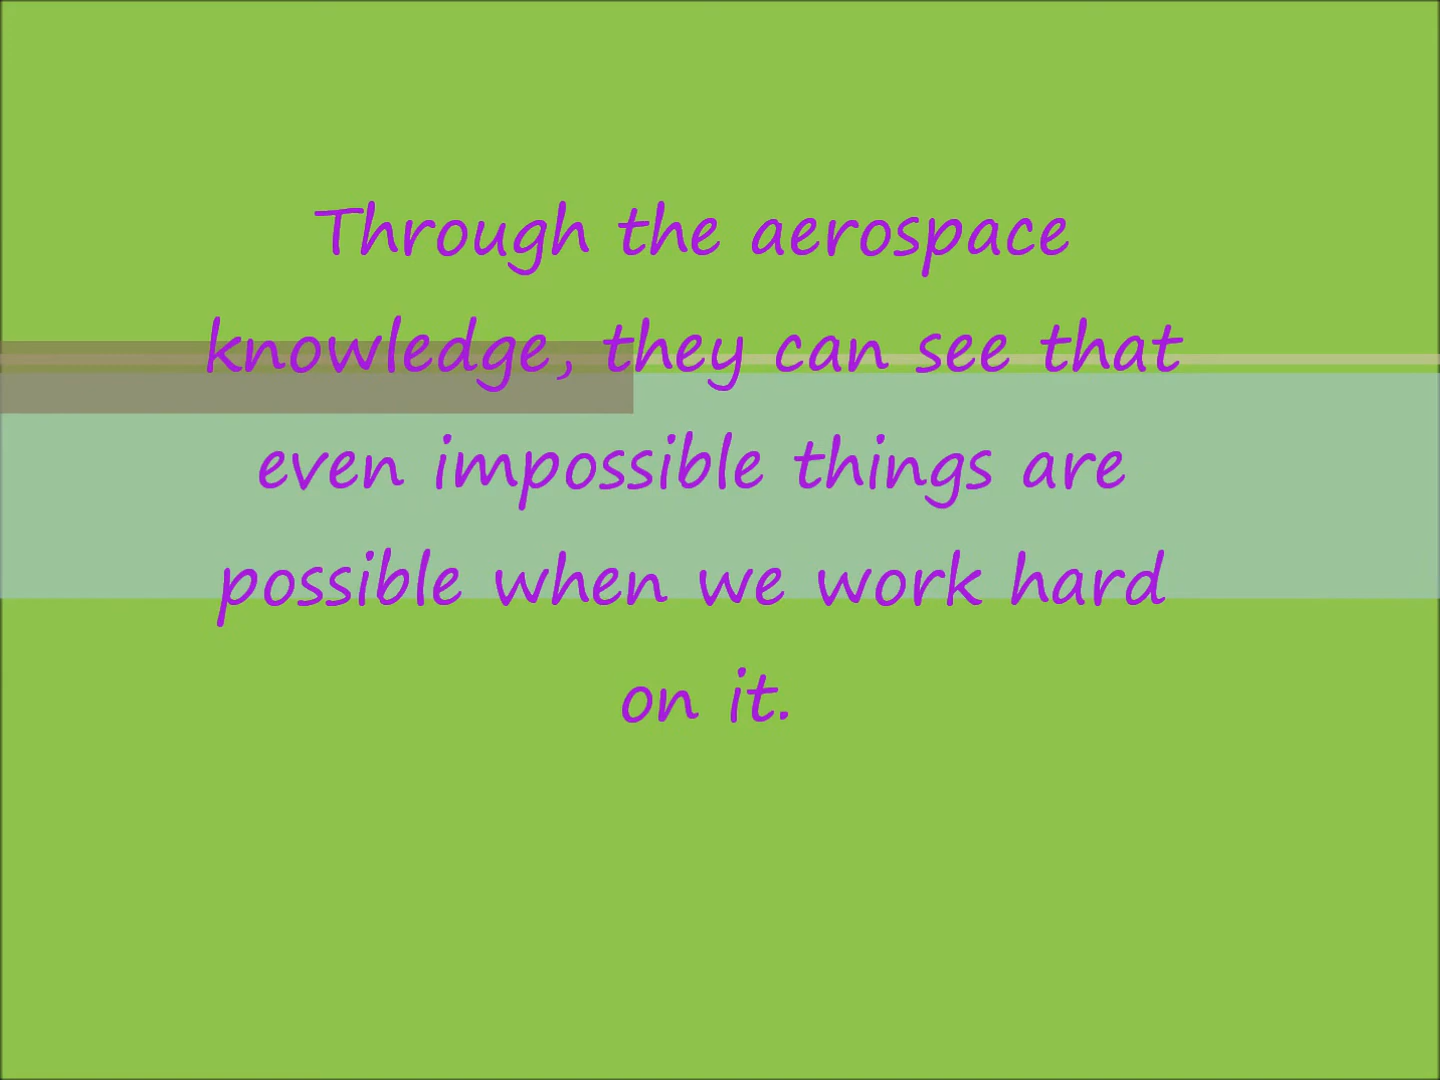 Through the aerospace
knowledge, they can see that
even impossible things are
possible when we work hard
on it.